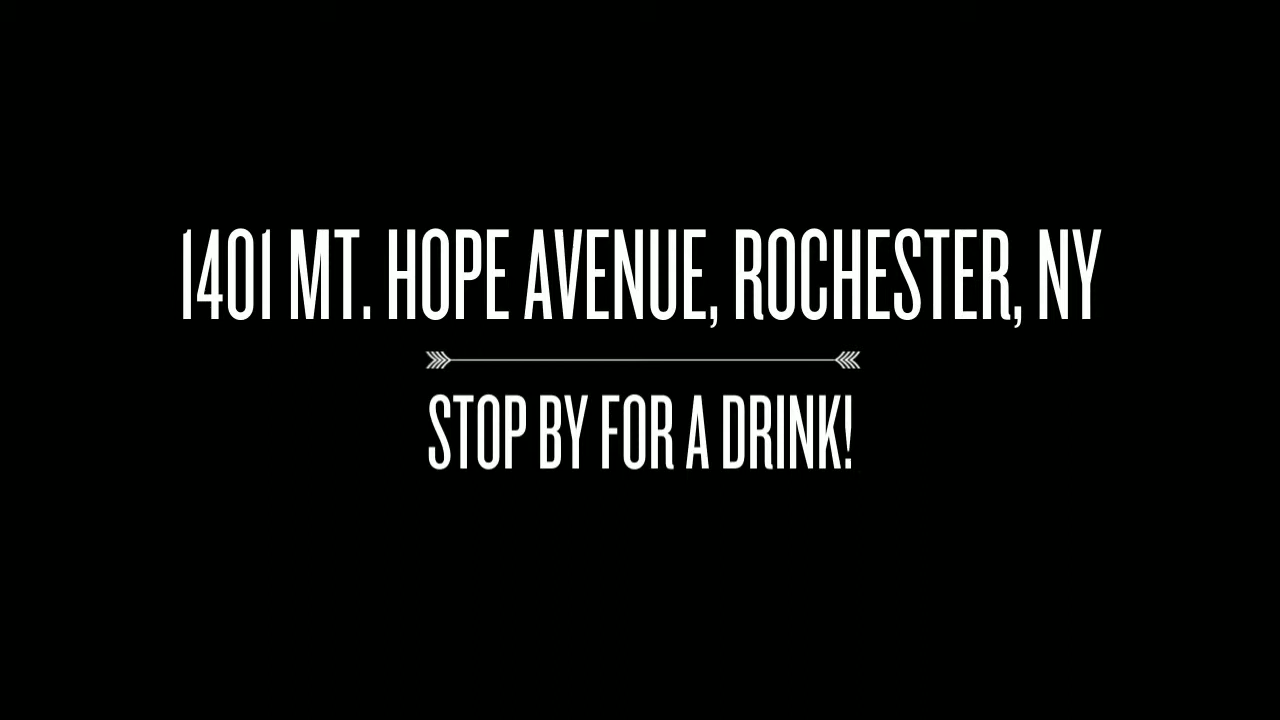 1401 MT. HOPE AVENUE, ROCHESTER, NY
STOP BY FOR A DRINK!